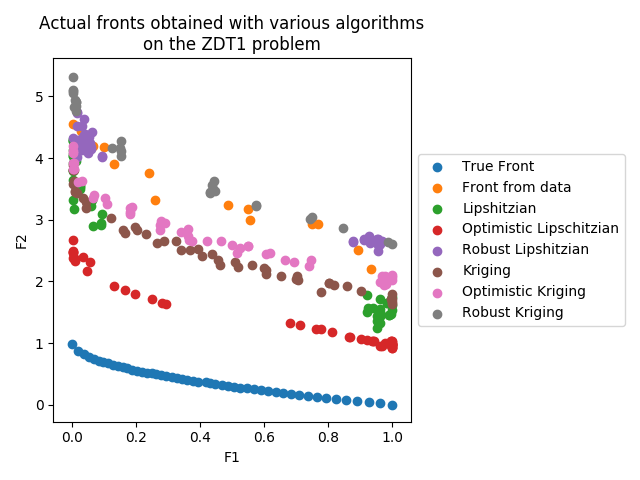 Actual fronts obtained with various algorithms
on the ZDT1 problem
F2
5
4
3
2
1
0
0.0 0.2 0.4 0.6 0.8 1.0
F1
True Front
Front from data
Lipshitzian
Optimistic Lipschitzian
Robust Lipshitzian
Kriging
Optimistic Kriging
Robust Kriging